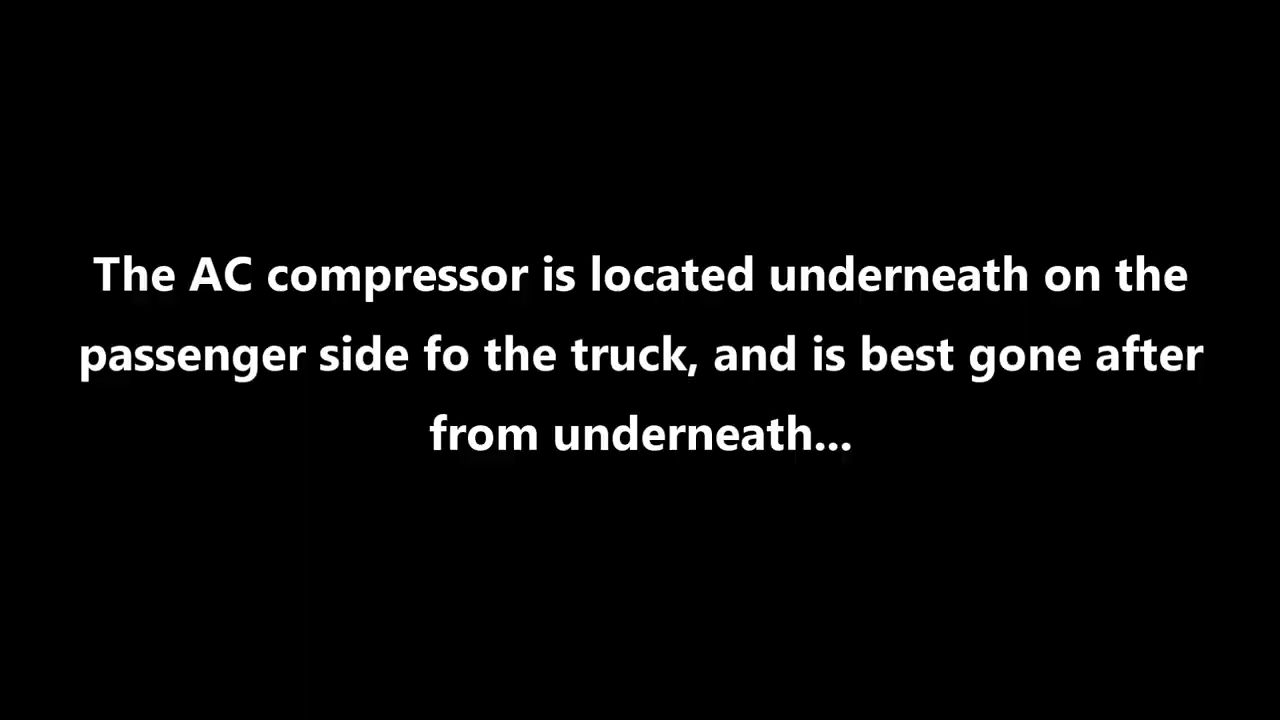 The AC compressor is located underneath on the
passenger side fo the truck, and is best gone after
from underneath...